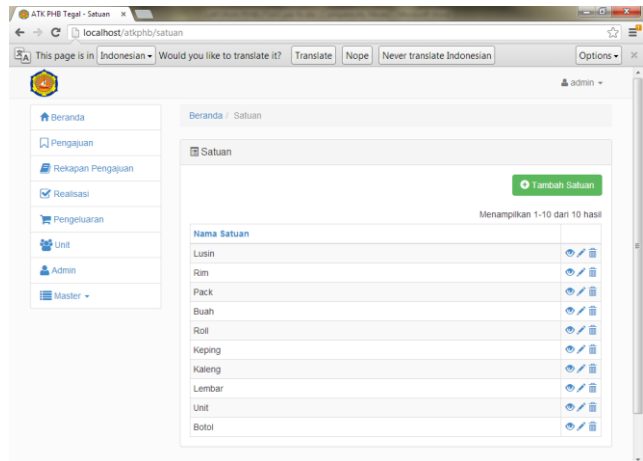 ATK PHB Tegal - Satuan
localhost/atkphb/satuan
This page is in Indonesian Would you like to translate it? Translate Nope Never translate Indonesian Options
admin
Beranda
Pengajuan
Rekapan Pengajuan
Realisasi
Pengeluaran
Unit
Admin
Master
Beranda / Satuan
Satuan
Tambah Satuan
Menampilkan 1-10 dari 10 hasil
Nama Satuan
Lusin
Rim
Pack
Buah
Roll
Keping
Kaleng
Lembar
Unit
Botol